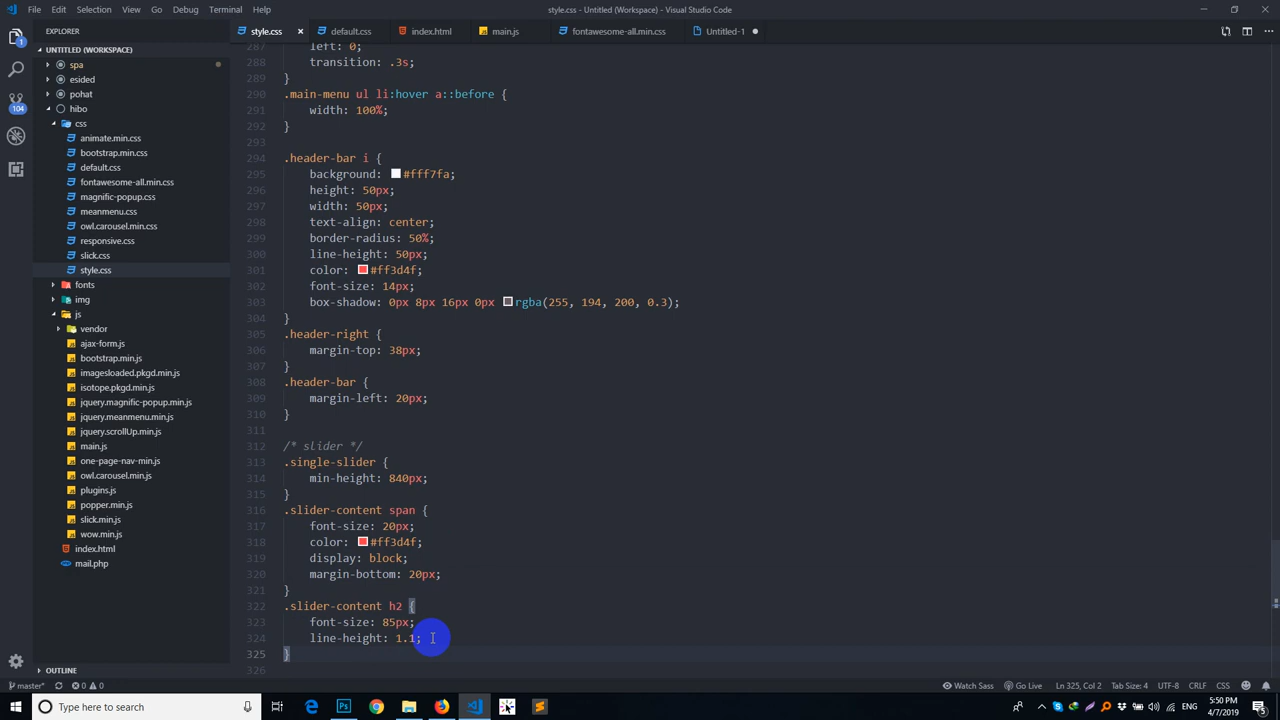 File Edit Selection View Go Debug Terminal Help
style.css - Untitled (Workspace) - Visual Studio Code
EXPLORER
style.css × default.css index.html main.js fontawesome-all.min.css Untitled-1
UNTITLED (WORKSPACE)
spa
esided
pohat
hibo
css
animate.min.css
bootstrap.min.css
default.css
fontawesome-all.min.css
magnific-popup.css
meanmenu.css
owl.carousel.min.css
responsive.css
slick.css
style.css
fonts
img
js
vendor
ajax-form.js
bootstrap.min.js
imagesloaded.pkgd.min.js
isotope.pkgd.min.js
jquery.magnific-popup.min.js
jquery.meanmenu.min.js
jquery.scrollUp.min.js
main.js
one-page-nav-min.js
owl.carousel.min.js
plugins.js
popper.min.js
slick.min.js
wow.min.js
index.html
mail.php
OUTLINE
1
104
287 left: 0;
288 transition: .3s;
289 }
290 .main-menu ul li:hover a::before {
291 width: 100%;
292 }
293
294 .header-bar i {
295 background: #fff7fa;
296 height: 50px;
297 width: 50px;
298 text-align: center;
299 border-radius: 50%;
300 line-height: 50px;
301 color: #ff3d4f;
302 font-size: 14px;
303 box-shadow: 0px 8px 16px 0px rgba(255, 194, 200, 0.3);
304 }
305 .header-right {
306 margin-top: 38px;
307 }
308 .header-bar {
309 margin-left: 20px;
310 }
311
312 /* slider */
313 .single-slider {
314 min-height: 840px;
315 }
316 .slider-content span {
317 font-size: 20px;
318 color: #ff3d4f;
319 display: block;
320 margin-bottom: 20px;
321 }
322 .slider-content h2 {
323 font-size: 85px;
324 line-height: 1.1;
325 }
326
master* 0 0
Watch Sass Go Live Ln 325, Col 2 Tab Size: 4 UTF-8 CRLF CSS
Type here to search
ENG
5:50 PM
4/7/2019